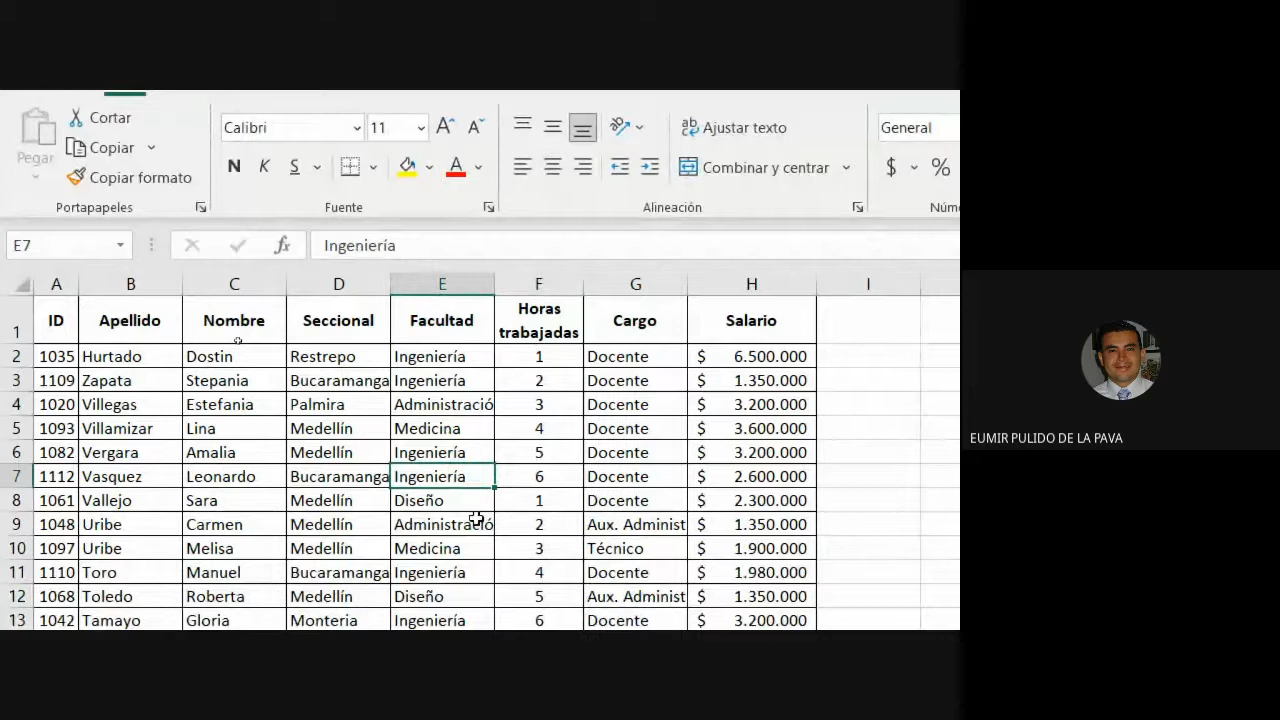 Cortar
Copiar
Copiar formato
Pegar
Portapapeles
Calibri 11
N K S
Fuente
Ajustar texto
Combinar y centrar
Alineación
General
$ %
Núm
E7 fx Ingeniería
A B C D E F G H I
1 ID Apellido Nombre Seccional Facultad Horas trabajadas Cargo Salario
2 1035 Hurtado Dostin Restrepo Ingeniería 1 Docente $ 6.500.000
3 1109 Zapata Stepania Bucaramanga Ingeniería 2 Docente $ 1.350.000
4 1020 Villegas Estefania Palmira Administració 3 Docente $ 3.200.000
5 1093 Villamizar Lina Medellín Medicina 4 Docente $ 3.600.000
6 1082 Vergara Amalia Medellín Ingeniería 5 Docente $ 3.200.000
7 1112 Vasquez Leonardo Bucaramanga Ingeniería 6 Docente $ 2.600.000
8 1061 Vallejo Sara Medellín Diseño 1 Docente $ 2.300.000
9 1048 Uribe Carmen Medellín Administració 2 Aux. Administ $ 1.350.000
10 1097 Uribe Melisa Medellín Medicina 3 Técnico $ 1.900.000
11 1110 Toro Manuel Bucaramanga Ingeniería 4 Docente $ 1.980.000
12 1068 Toledo Roberta Medellín Diseño 5 Aux. Administ $ 1.350.000
13 1042 Tamayo Gloria Monteria Ingeniería 6 Docente $ 3.200.000
EUMIR PULIDO DE LA PAVA